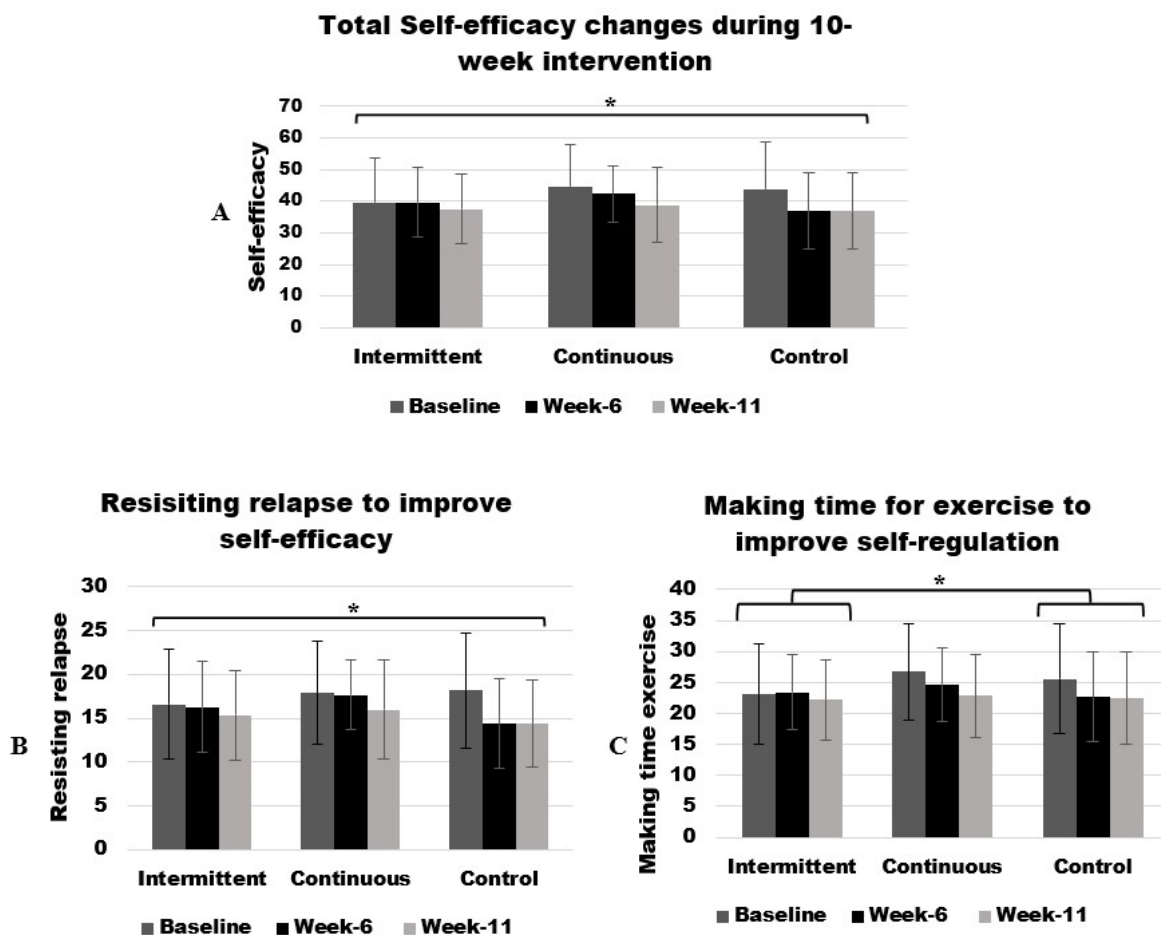 Total Self-efficacy changes during 10-
week intervention
*
70
60
50
40
30
20
10
0
A
Self-efficacy
Intermittent Continuous Control
Baseline Week-6 Week-11
Resisiting relapse to improve
self-efficacy
*
30
25
20
15
10
5
0
B
Resisting relapse
Intermittent Continuous Control
Baseline Week-6 Week-11
Making time for exercise to
improve self-regulation
*
40
35
30
25
20
15
10
5
0
C
Making time exercise
Intermittent Continuous Control
Baseline Week-6 Week-11